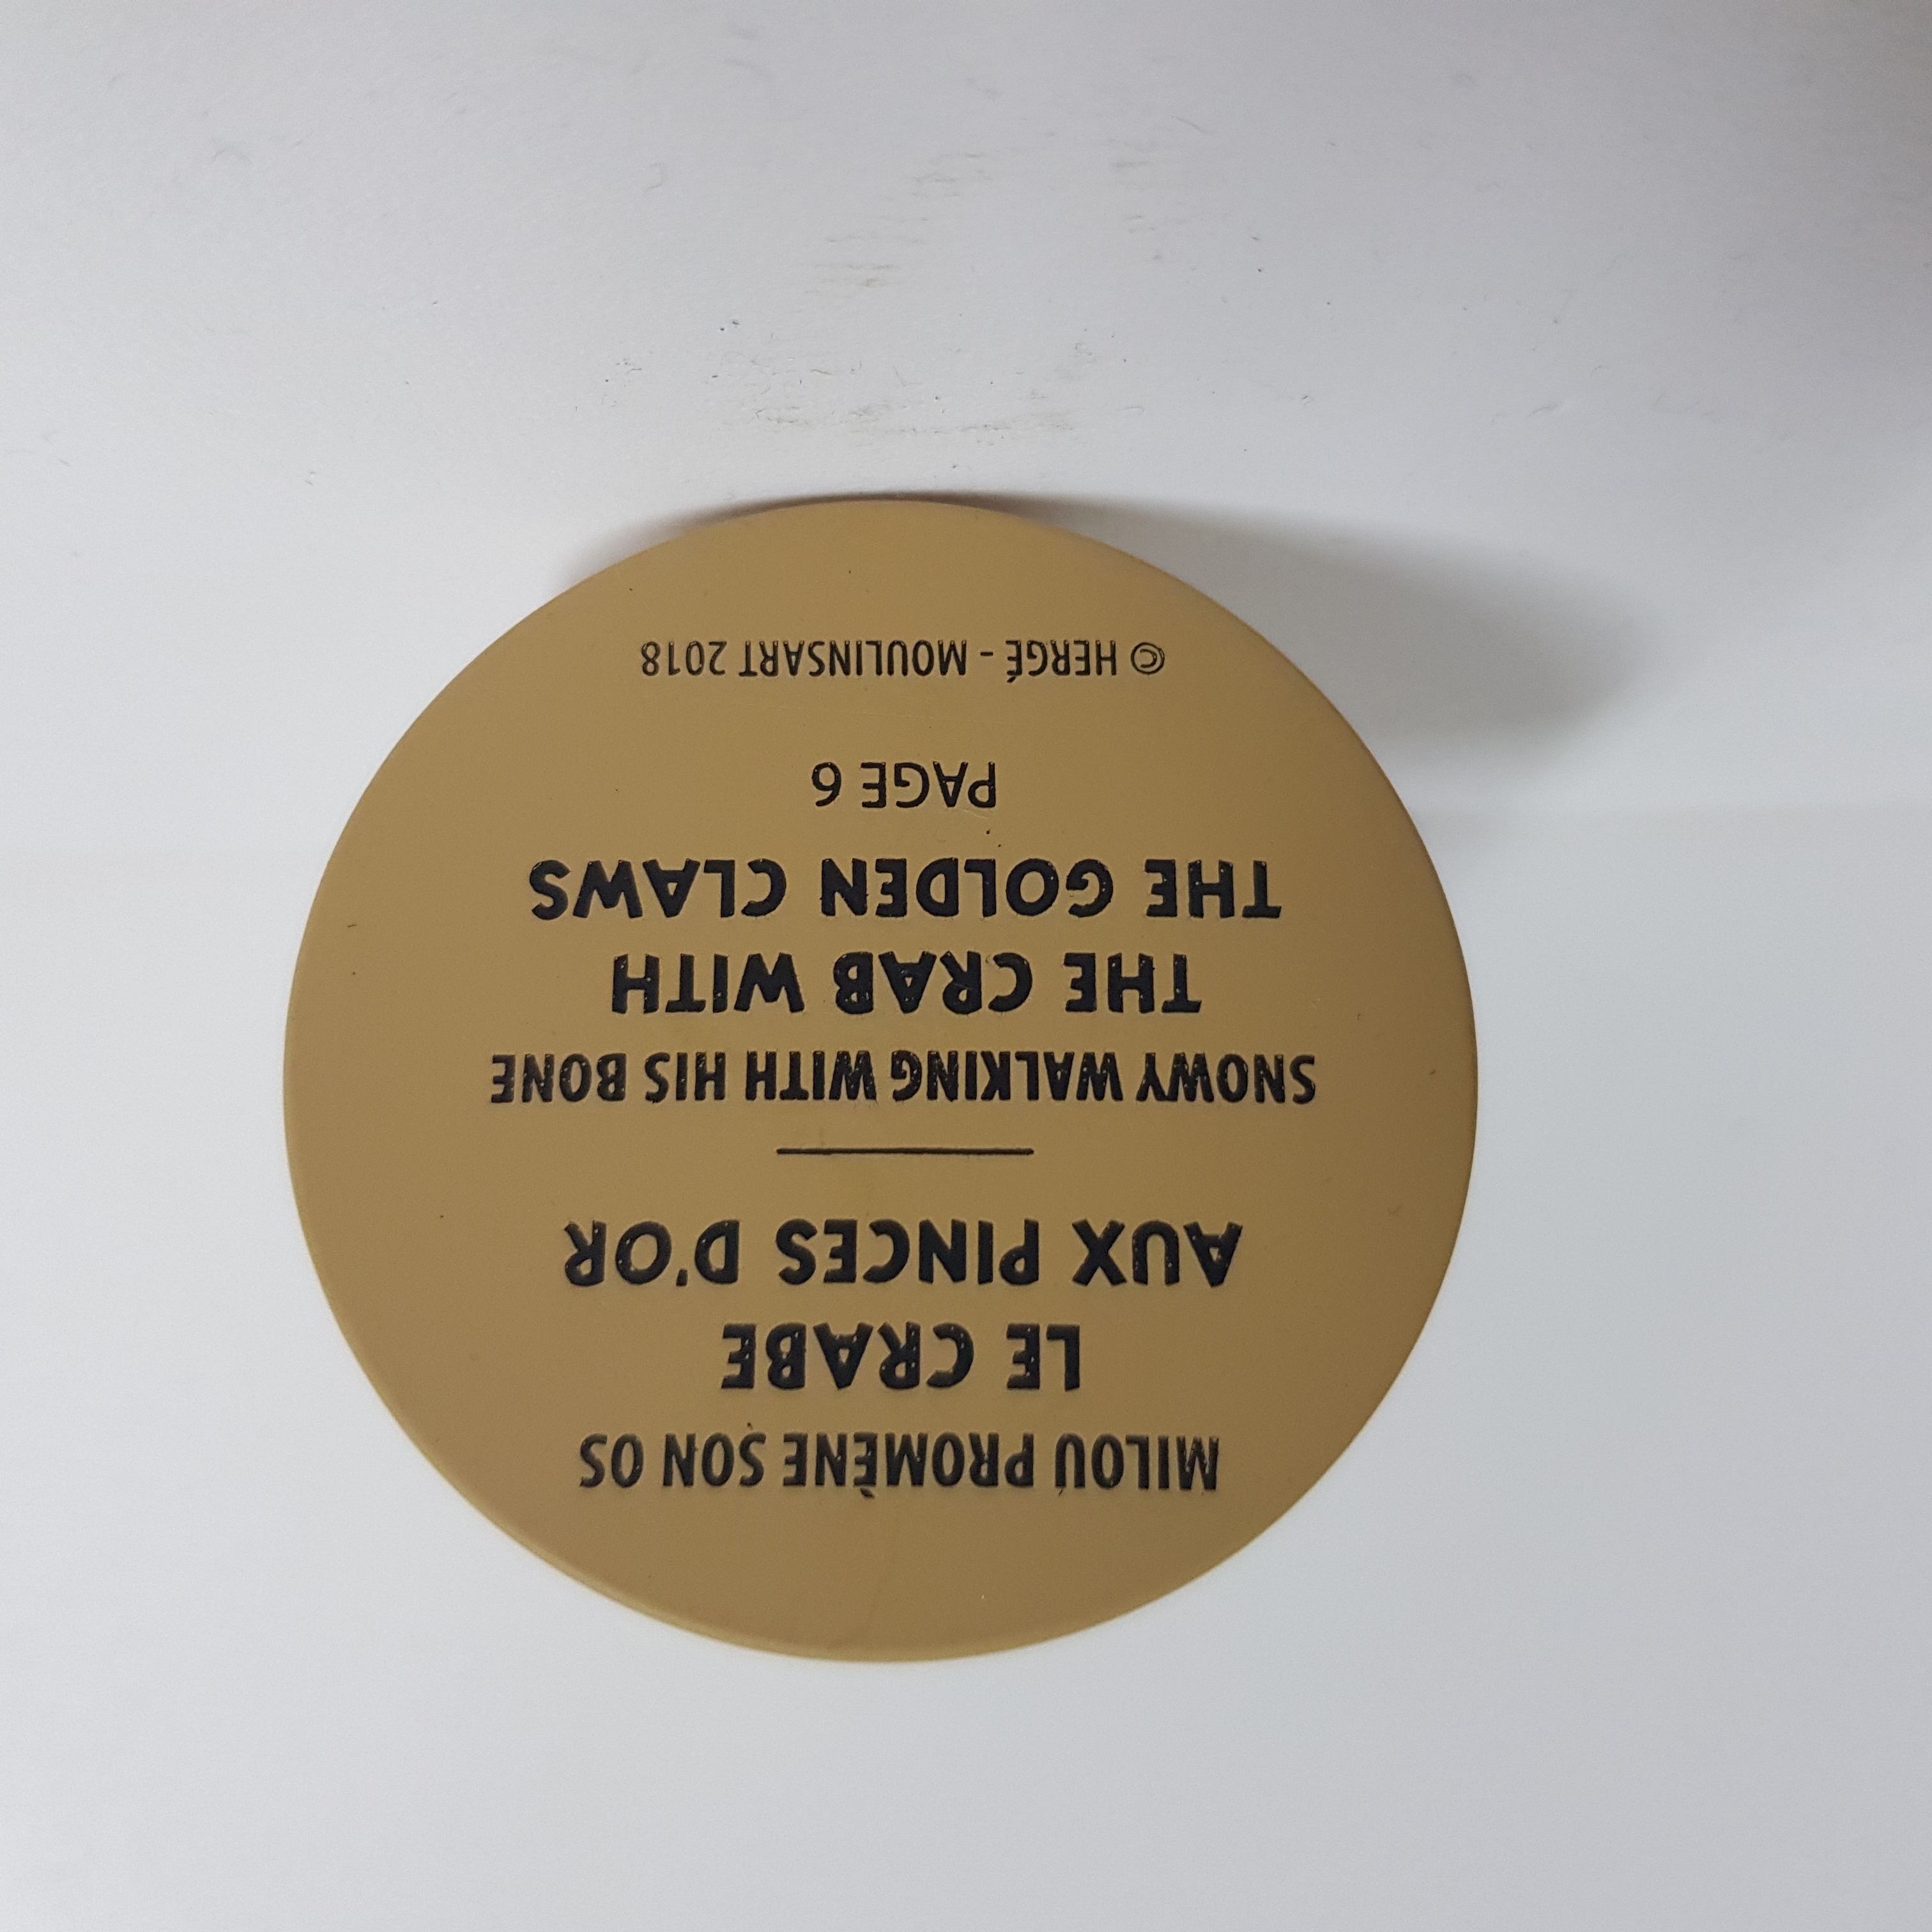 MILOU PROMÈNE SON OS
LE CRABE
AUX PINCES D'OR
SNOWY WALKING WITH HIS BONE
THE CRAB WITH
THE GOLDEN CLAWS
PAGE 6
© HERGÉ - MOULINSART 2018